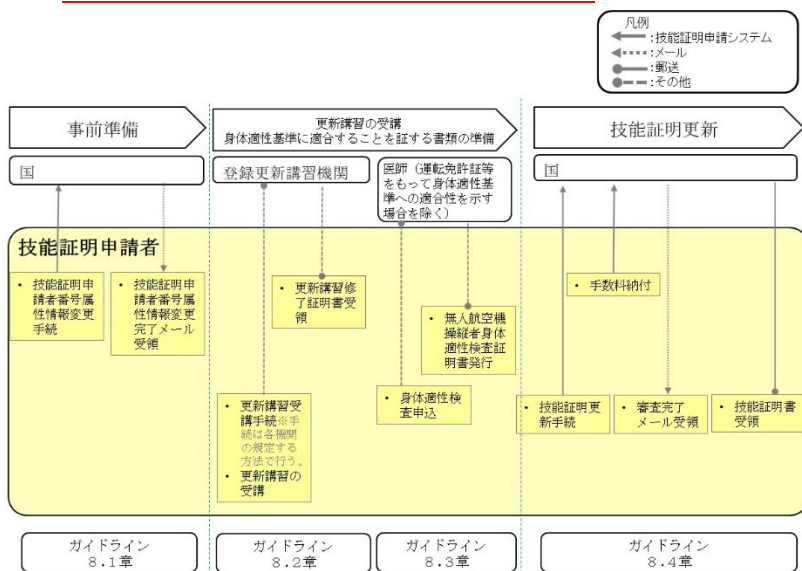 凡例
:技能証明申請システム
:メール
:郵送
:その他
事前準備
更新講習の受講
身体適性基準に適合することを証する書類の準備
技能証明更新
国
登録更新講習機関
医師(運転免許証等
をもって身体適性基
準への適合性を示す
場合を除く)
国
技能証明申請者
• 技能証明申
請者番号属
性情報変更
手続
• 技能証明申
請者番号属
性情報変更
完了メール
受領
• 更新講習修
了証明書受
領
• 更新講習受
講手続※手
続は各機関
の規定する
方法で行う。
• 更新講習の
受講
• 無人航空機
操縦者身体
適性検査証
明書発行
• 身体適性検
査申込
• 手数料納付
• 技能証明更
新手続
• 審査完了
メール受領
• 技能証明書
受領
ガイドライン
8.1章
ガイドライン
8.2章
ガイドライン
8.3章
ガイドライン
8.4章